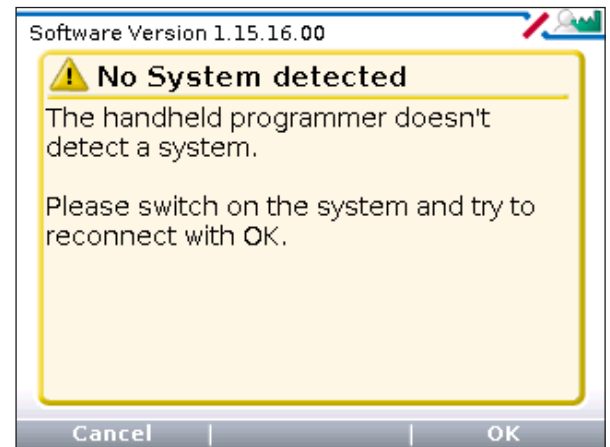 Software Version 1.15.16.00
No System detected
The handheld programmer doesn't
detect a system.
Please switch on the system and try to
reconnect with OK.
Cancel | | OK